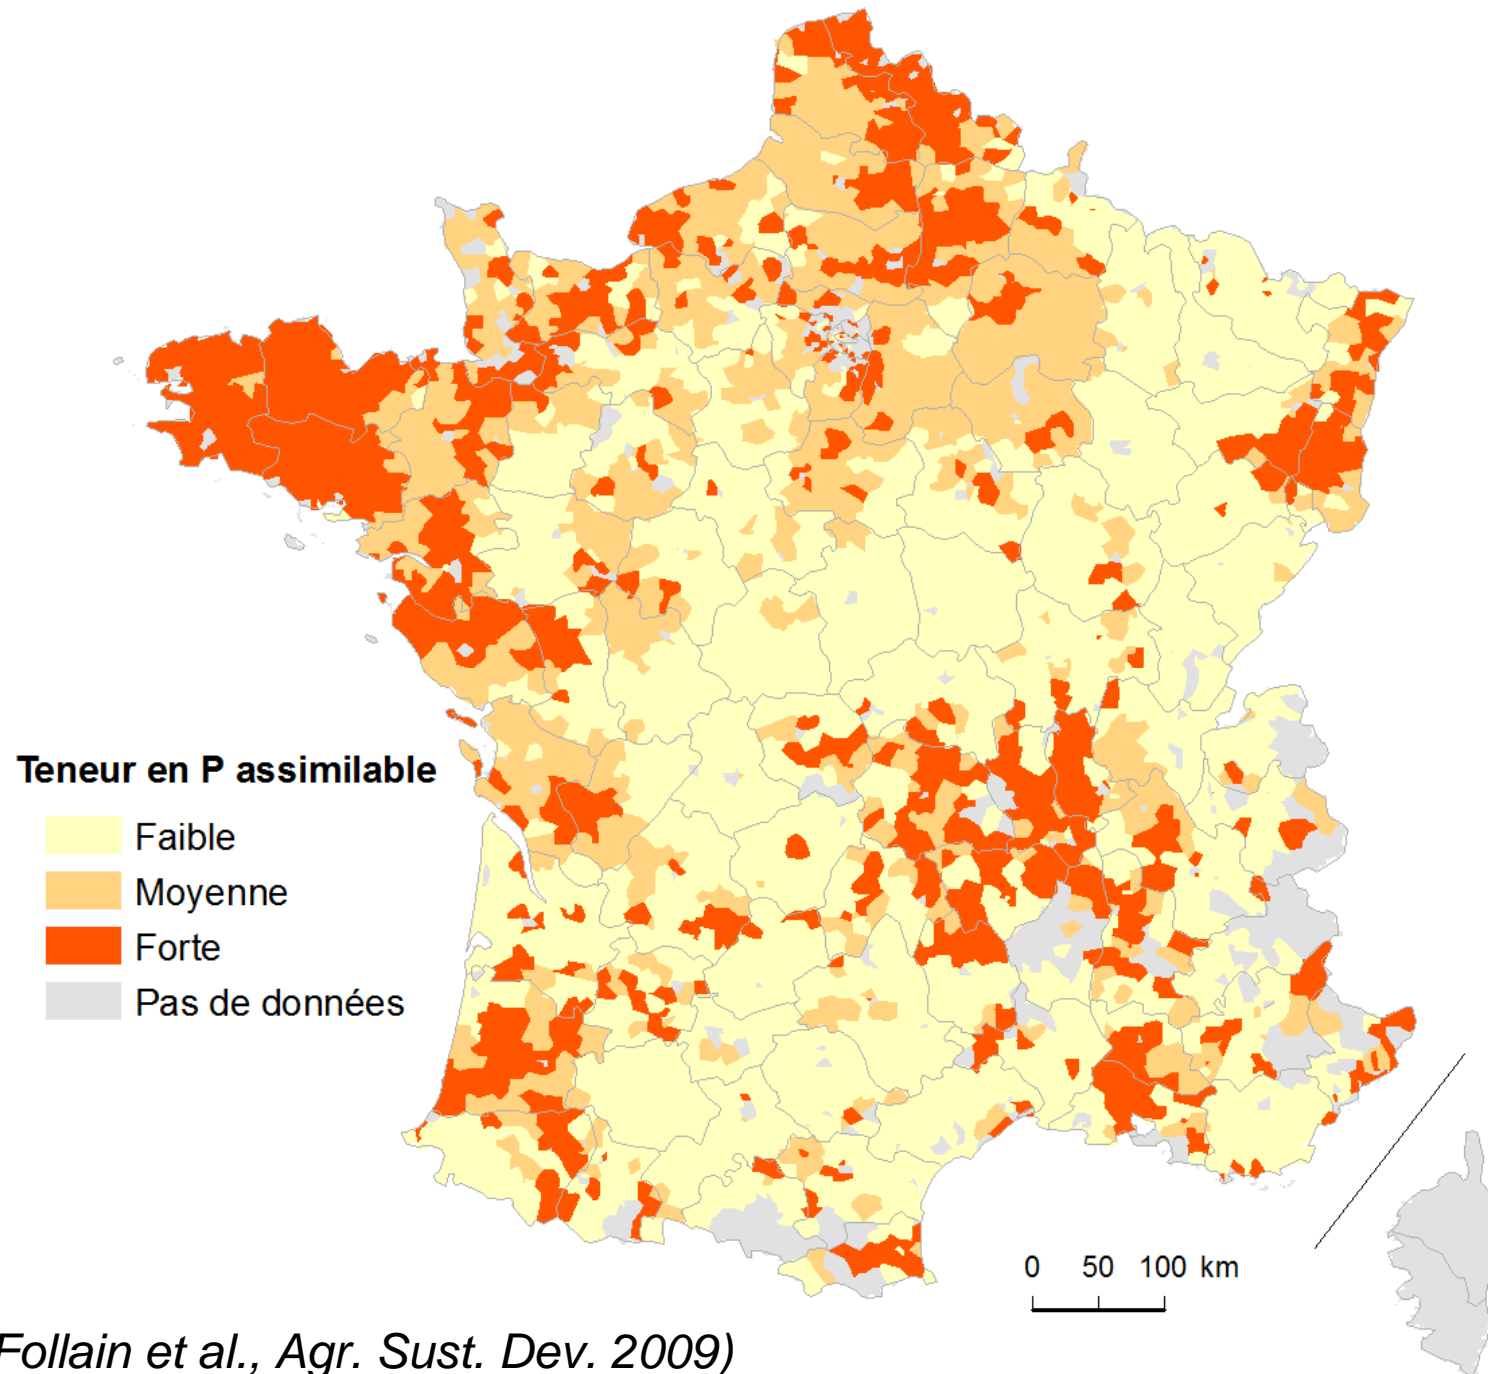 Teneur en P assimilable
Faible
Moyenne
Forte
Pas de données
0 50 100 km
Follain et al., Agr. Sust. Dev. 2009)